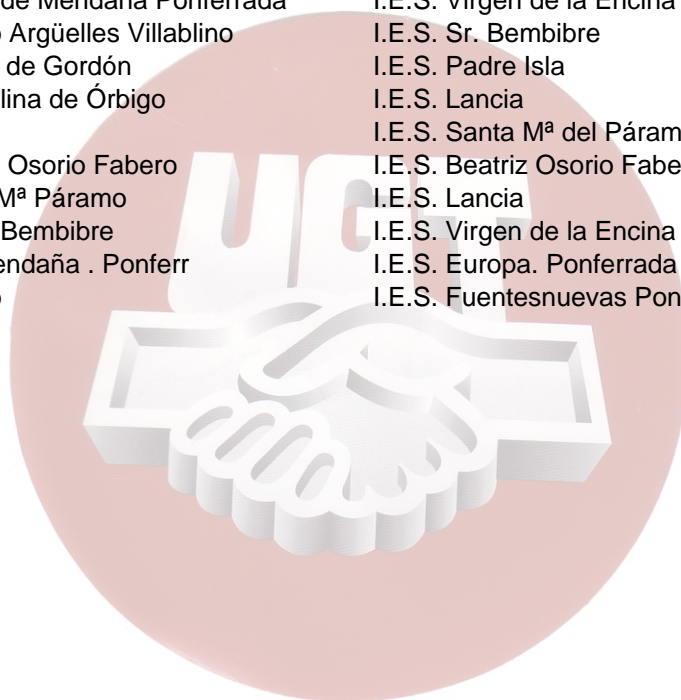 de Mendaña Ponferrada I.E.S. Virgen de la Encina
Argüelles Villablino I.E.S. Sr. Bembibre
de Gordón I.E.S. Padre Isla
lina de Órbigo I.E.S. Lancia
I.E.S. Santa Mª del Páram
Osorio Fabero I.E.S. Beatriz Osorio Fabe
Mª Páramo I.E.S. Lancia
Bembibre I.E.S. Virgen de la Encina
endaña . Ponferr I.E.S. Europa. Ponferrada
I.E.S. Fuentesnuevas Pon
UGT